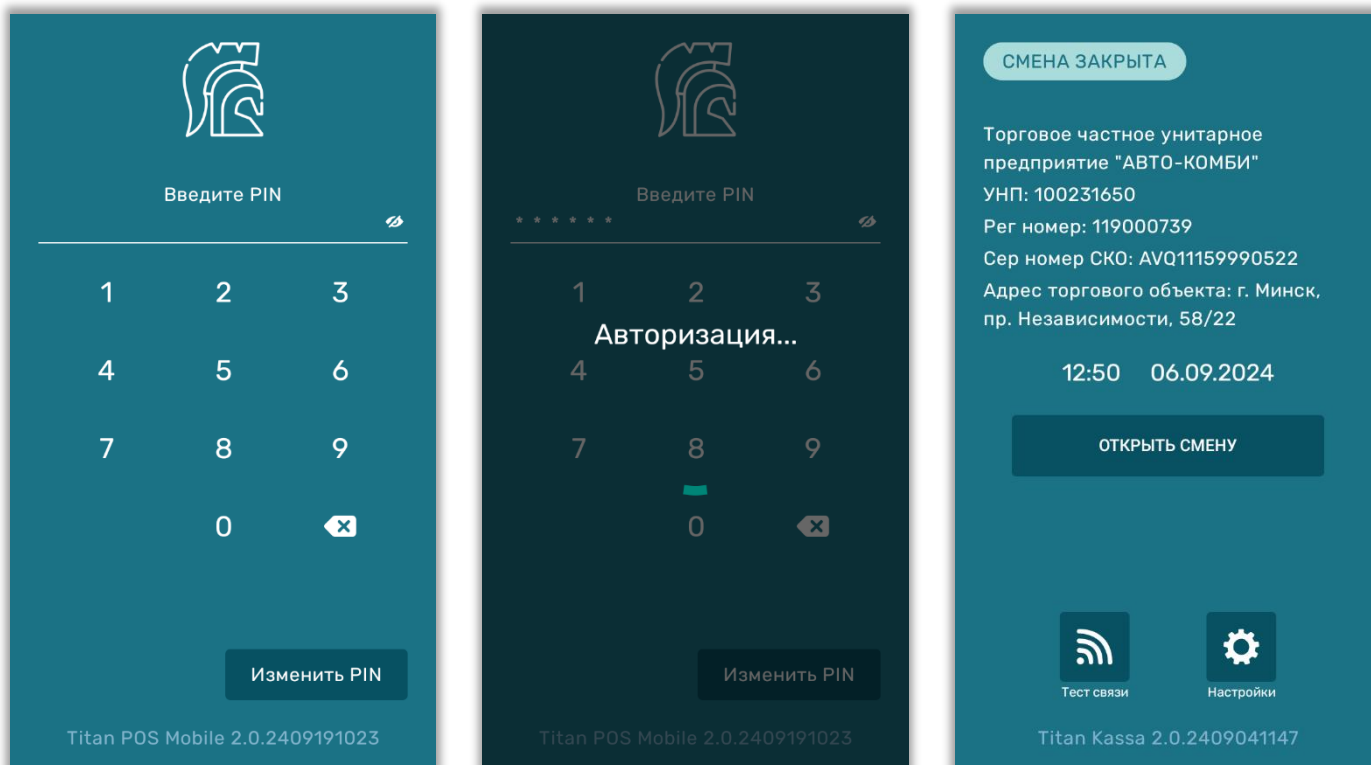 Введите PIN
1 2 3
4 5 6
7 8 9
0
Изменить PIN
Titan POS Mobile 2.0.2409191023
Введите PIN
* * * * * *
1 2 3
Авторизация...
4 5 6
7 8 9
0
Изменить PIN
Titan POS Mobile 2.0.2409191023
СМЕНА ЗАКРЫТА
Торговое частное унитарное
предприятие "АВТО-КОМБИ"
УНП: 100231650
Рег номер: 119000739
Сер номер СКО: AVQ11159990522
Адрес торгового объекта: г. Минск,
пр. Независимости, 58/22
12:50 06.09.2024
ОТКРЫТЬ СМЕНУ
Тест связи Настройки
Titan Kassa 2.0.2409041147